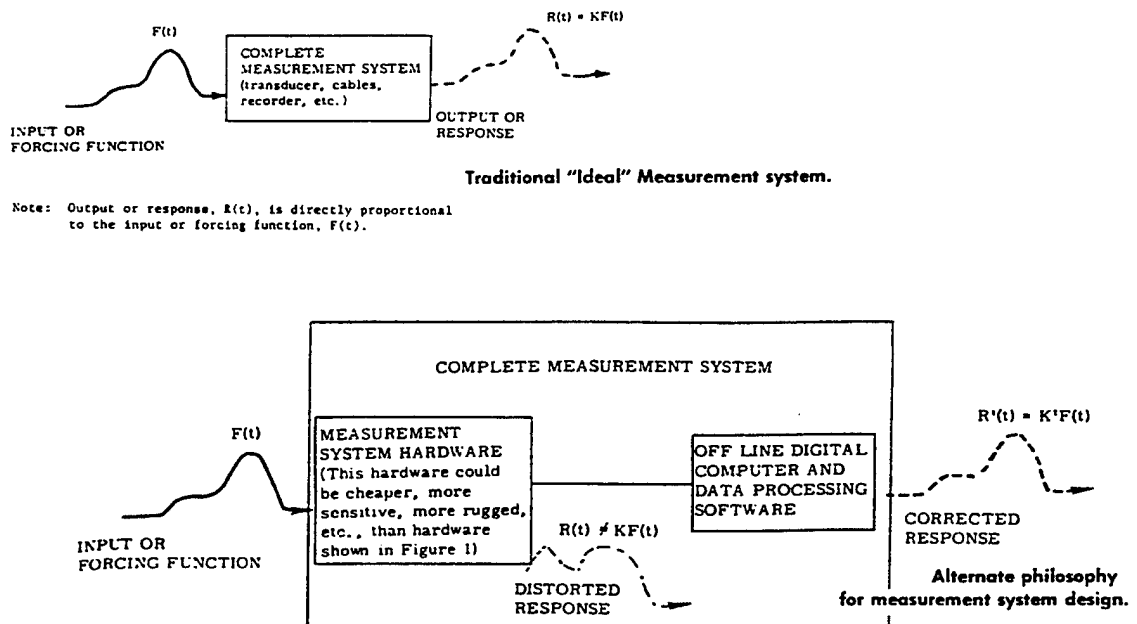 F(t)
R(t) = KF(t)
COMPLETE
MEASUREMENT SYSTEM
(transducer, cables,
recorder, etc.)
INPUT OR
FORCING FUNCTION
OUTPUT OR
RESPONSE
Traditional "Ideal" Measurement system.
Note: Output or response, R(t), is directly proportional
to the input or forcing function, F(t).
COMPLETE MEASUREMENT SYSTEM
F(t)
MEASUREMENT
SYSTEM HARDWARE
(This hardware could
be cheaper, more
sensitive, more rugged,
etc., than hardware
shown in Figure 1)
OFF LINE DIGITAL
COMPUTER AND
DATA PROCESSING
SOFTWARE
R'(t) = K'F(t)
INPUT OR
FORCING FUNCTION
R(t) ≠ KF(t)
DISTORTED
RESPONSE
CORRECTED
RESPONSE
Alternate philosophy
for measurement system design.